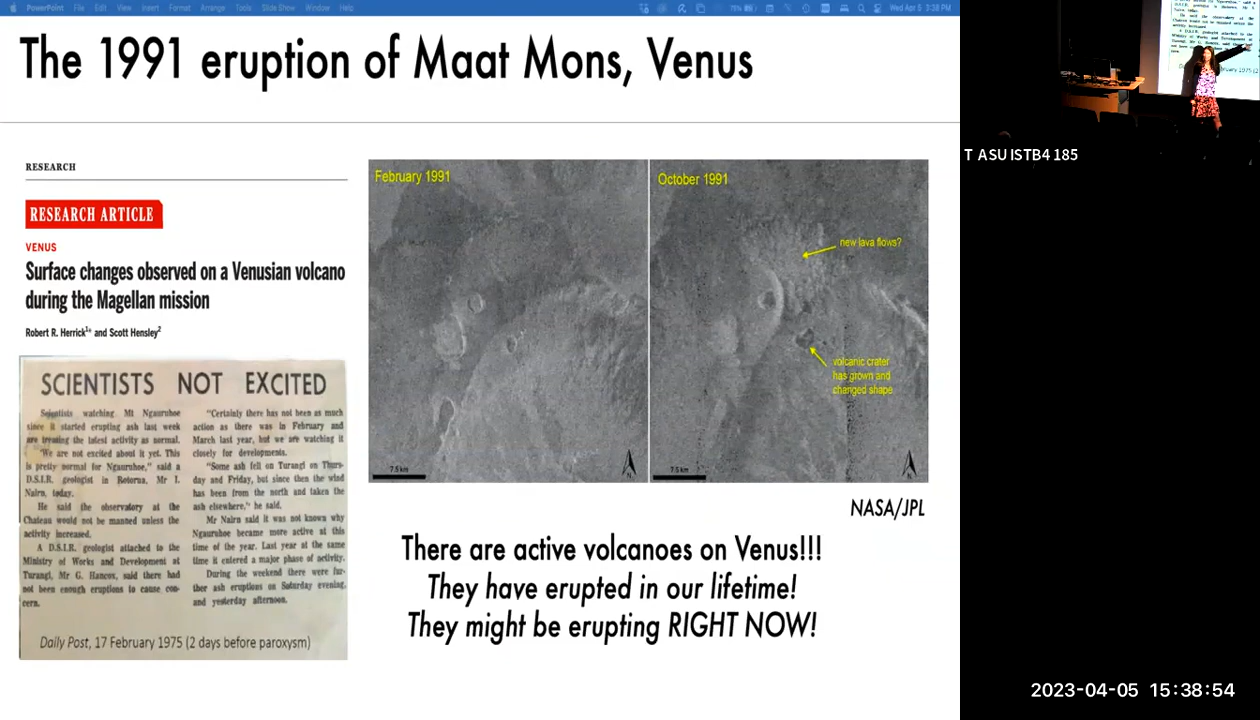 PowerPoint File Edit View Insert Format Arrange Tools Slide Show Window Help
75% Wed Apr 5 3:38 PM
The 1991 eruption of Maat Mons, Venus
RESEARCH
RESEARCH ARTICLE
VENUS
Surface changes observed on a Venusian volcano
during the Magellan mission
Robert R. Herrick1* and Scott Hensley2
SCIENTISTS NOT EXCITED
Scientists watching Mt Ngauruhoe
since it started erupting ash last week
are treating the latest activity as normal.
"We are not excited about it yet. This
is pretty normal for Ngauruhoe," said a
D.S.I.R. geologist in Rotorua, Mr I.
Nairn, today.
He said the observatory at the
Chateau would not be manned unless the
activity increased.
A D.S.I.R. geologist attached to the
Ministry of Works and Development at
Turangi, Mr G. Hancox, said there had
not been enough eruptions to cause con-
cern.
"Certainly there has not been as much
action as there was in February and
March last year, but we are watching it
closely for developments.
"Some ash fell on Turangi on Thurs-
day and Friday, but since then the wind
has been from the north and taken the
ash elsewhere," he said.
Mr Nairn said it was not known why
Ngauruhoe became more active at this
time of the year. Last year at the same
time it entered a major phase of activity.
During the weekend there were fur-
ther ash eruptions on Saturday evening,
and yesterday afternoon.
Daily Post, 17 February 1975 (2 days before paroxysm)
February 1991
7.5 km
N
October 1991
new lava flows?
volcanic crater
has grown and
changed shape
7.5 km
N
NASA/JPL
There are active volcanoes on Venus!!!
They have erupted in our lifetime!
They might be erupting RIGHT NOW!
T ASU ISTB4 185
2023-04-05 15:38:54